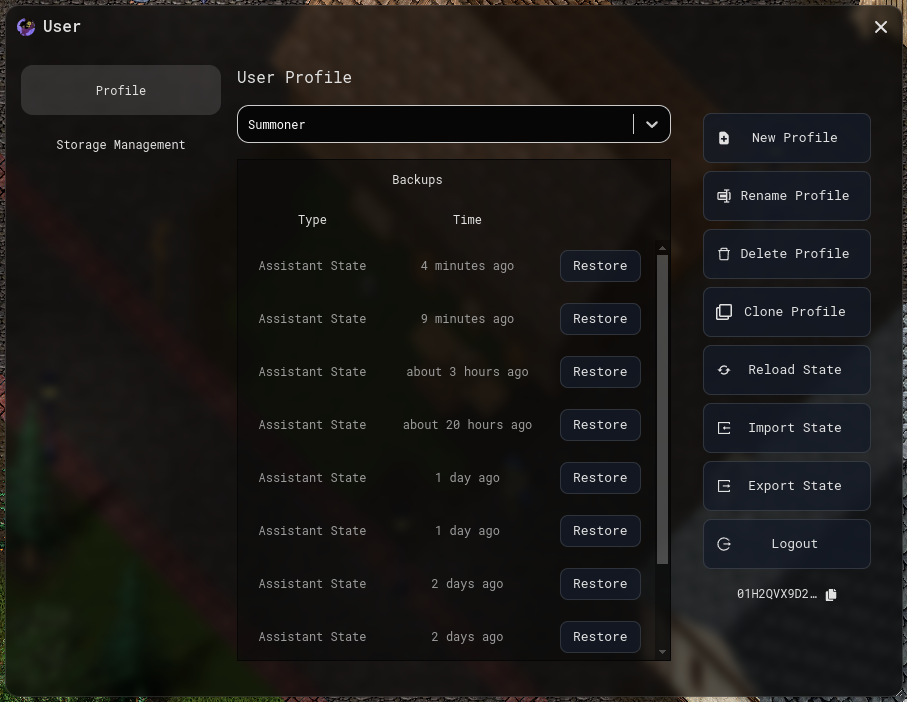 User
Profile
Storage Management
User Profile
Summoner
Backups
Type Time
Assistant State 4 minutes ago Restore
Assistant State 9 minutes ago Restore
Assistant State about 3 hours ago Restore
Assistant State about 20 hours ago Restore
Assistant State 1 day ago Restore
Assistant State 1 day ago Restore
Assistant State 2 days ago Restore
Assistant State 2 days ago Restore
New Profile
Rename Profile
Delete Profile
Clone Profile
Reload State
Import State
Export State
Logout
01H2QVX9D2…